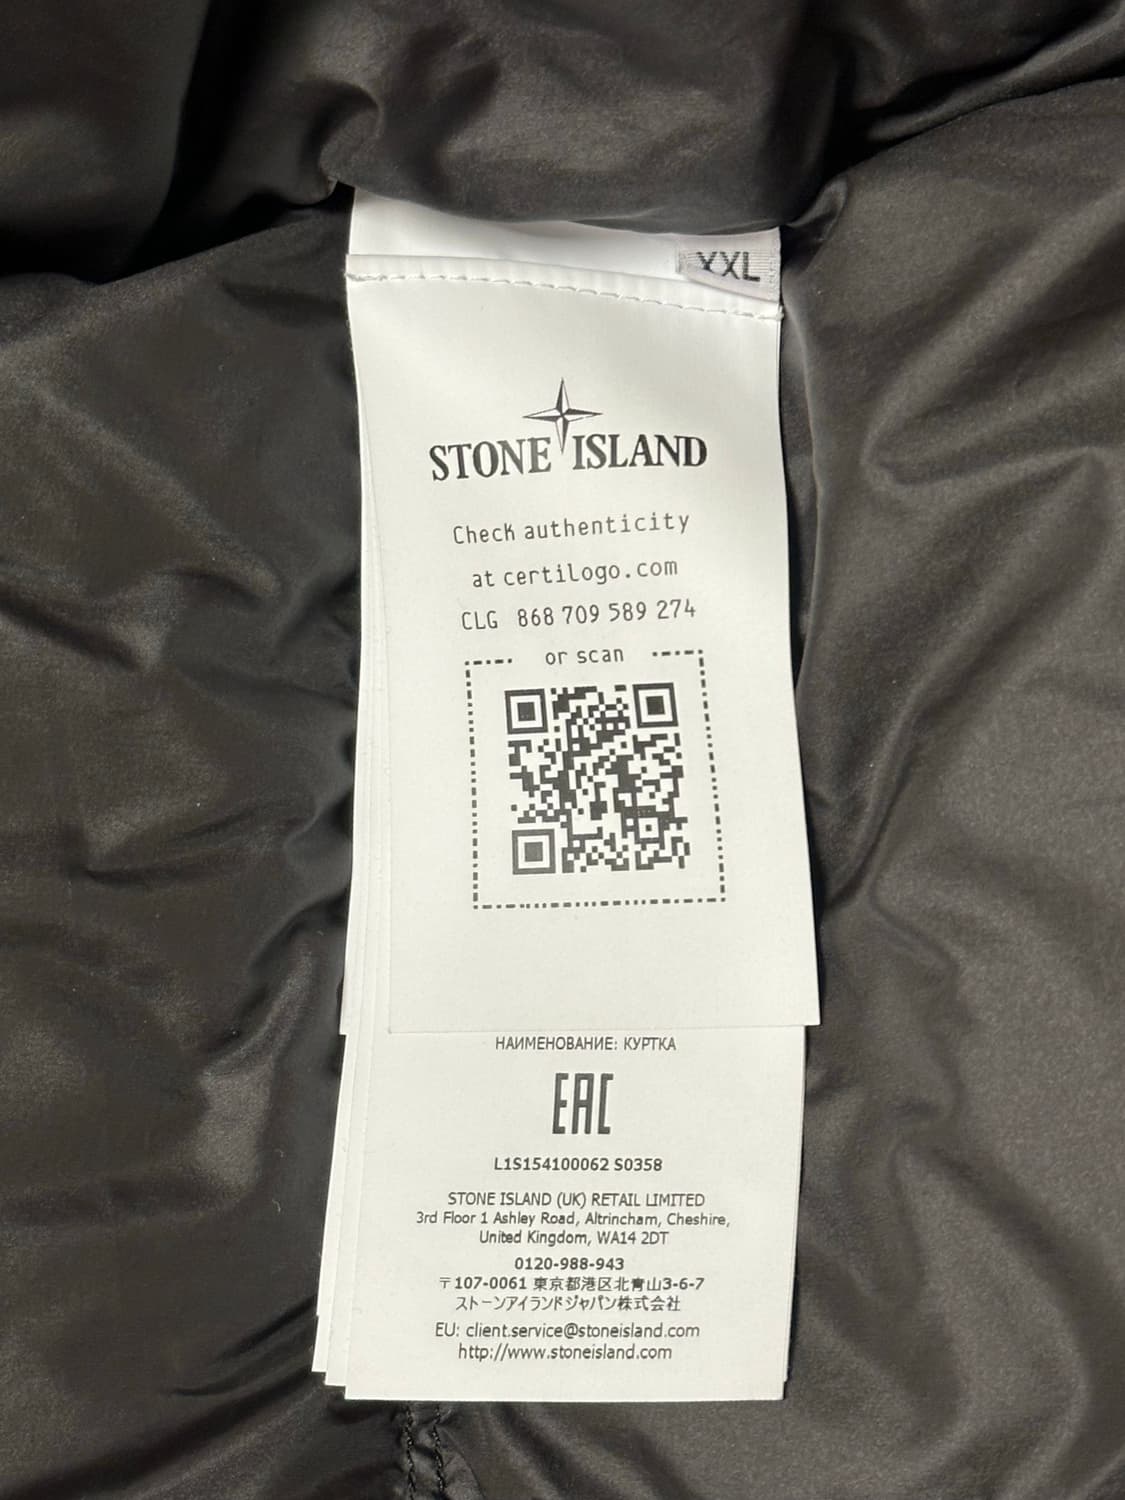 XXL
STONE ISLAND
Check authenticity
at certilogo.com
CLG 868 709 589 274
or scan
НАИМЕНОВАНИЕ: КУРТКА
EAC
L1S154100062 S0358
STONE ISLAND (UK) RETAIL LIMITED
3rd Floor 1 Ashley Road, Altrincham, Cheshire,
United Kingdom, WA14 2DT
0120-988-943
〒107-0061 東京都港区北青山3-6-7
ストーンアイランドジャパン株式会社
EU: client.service@stoneisland.com
http://www.stoneisland.com